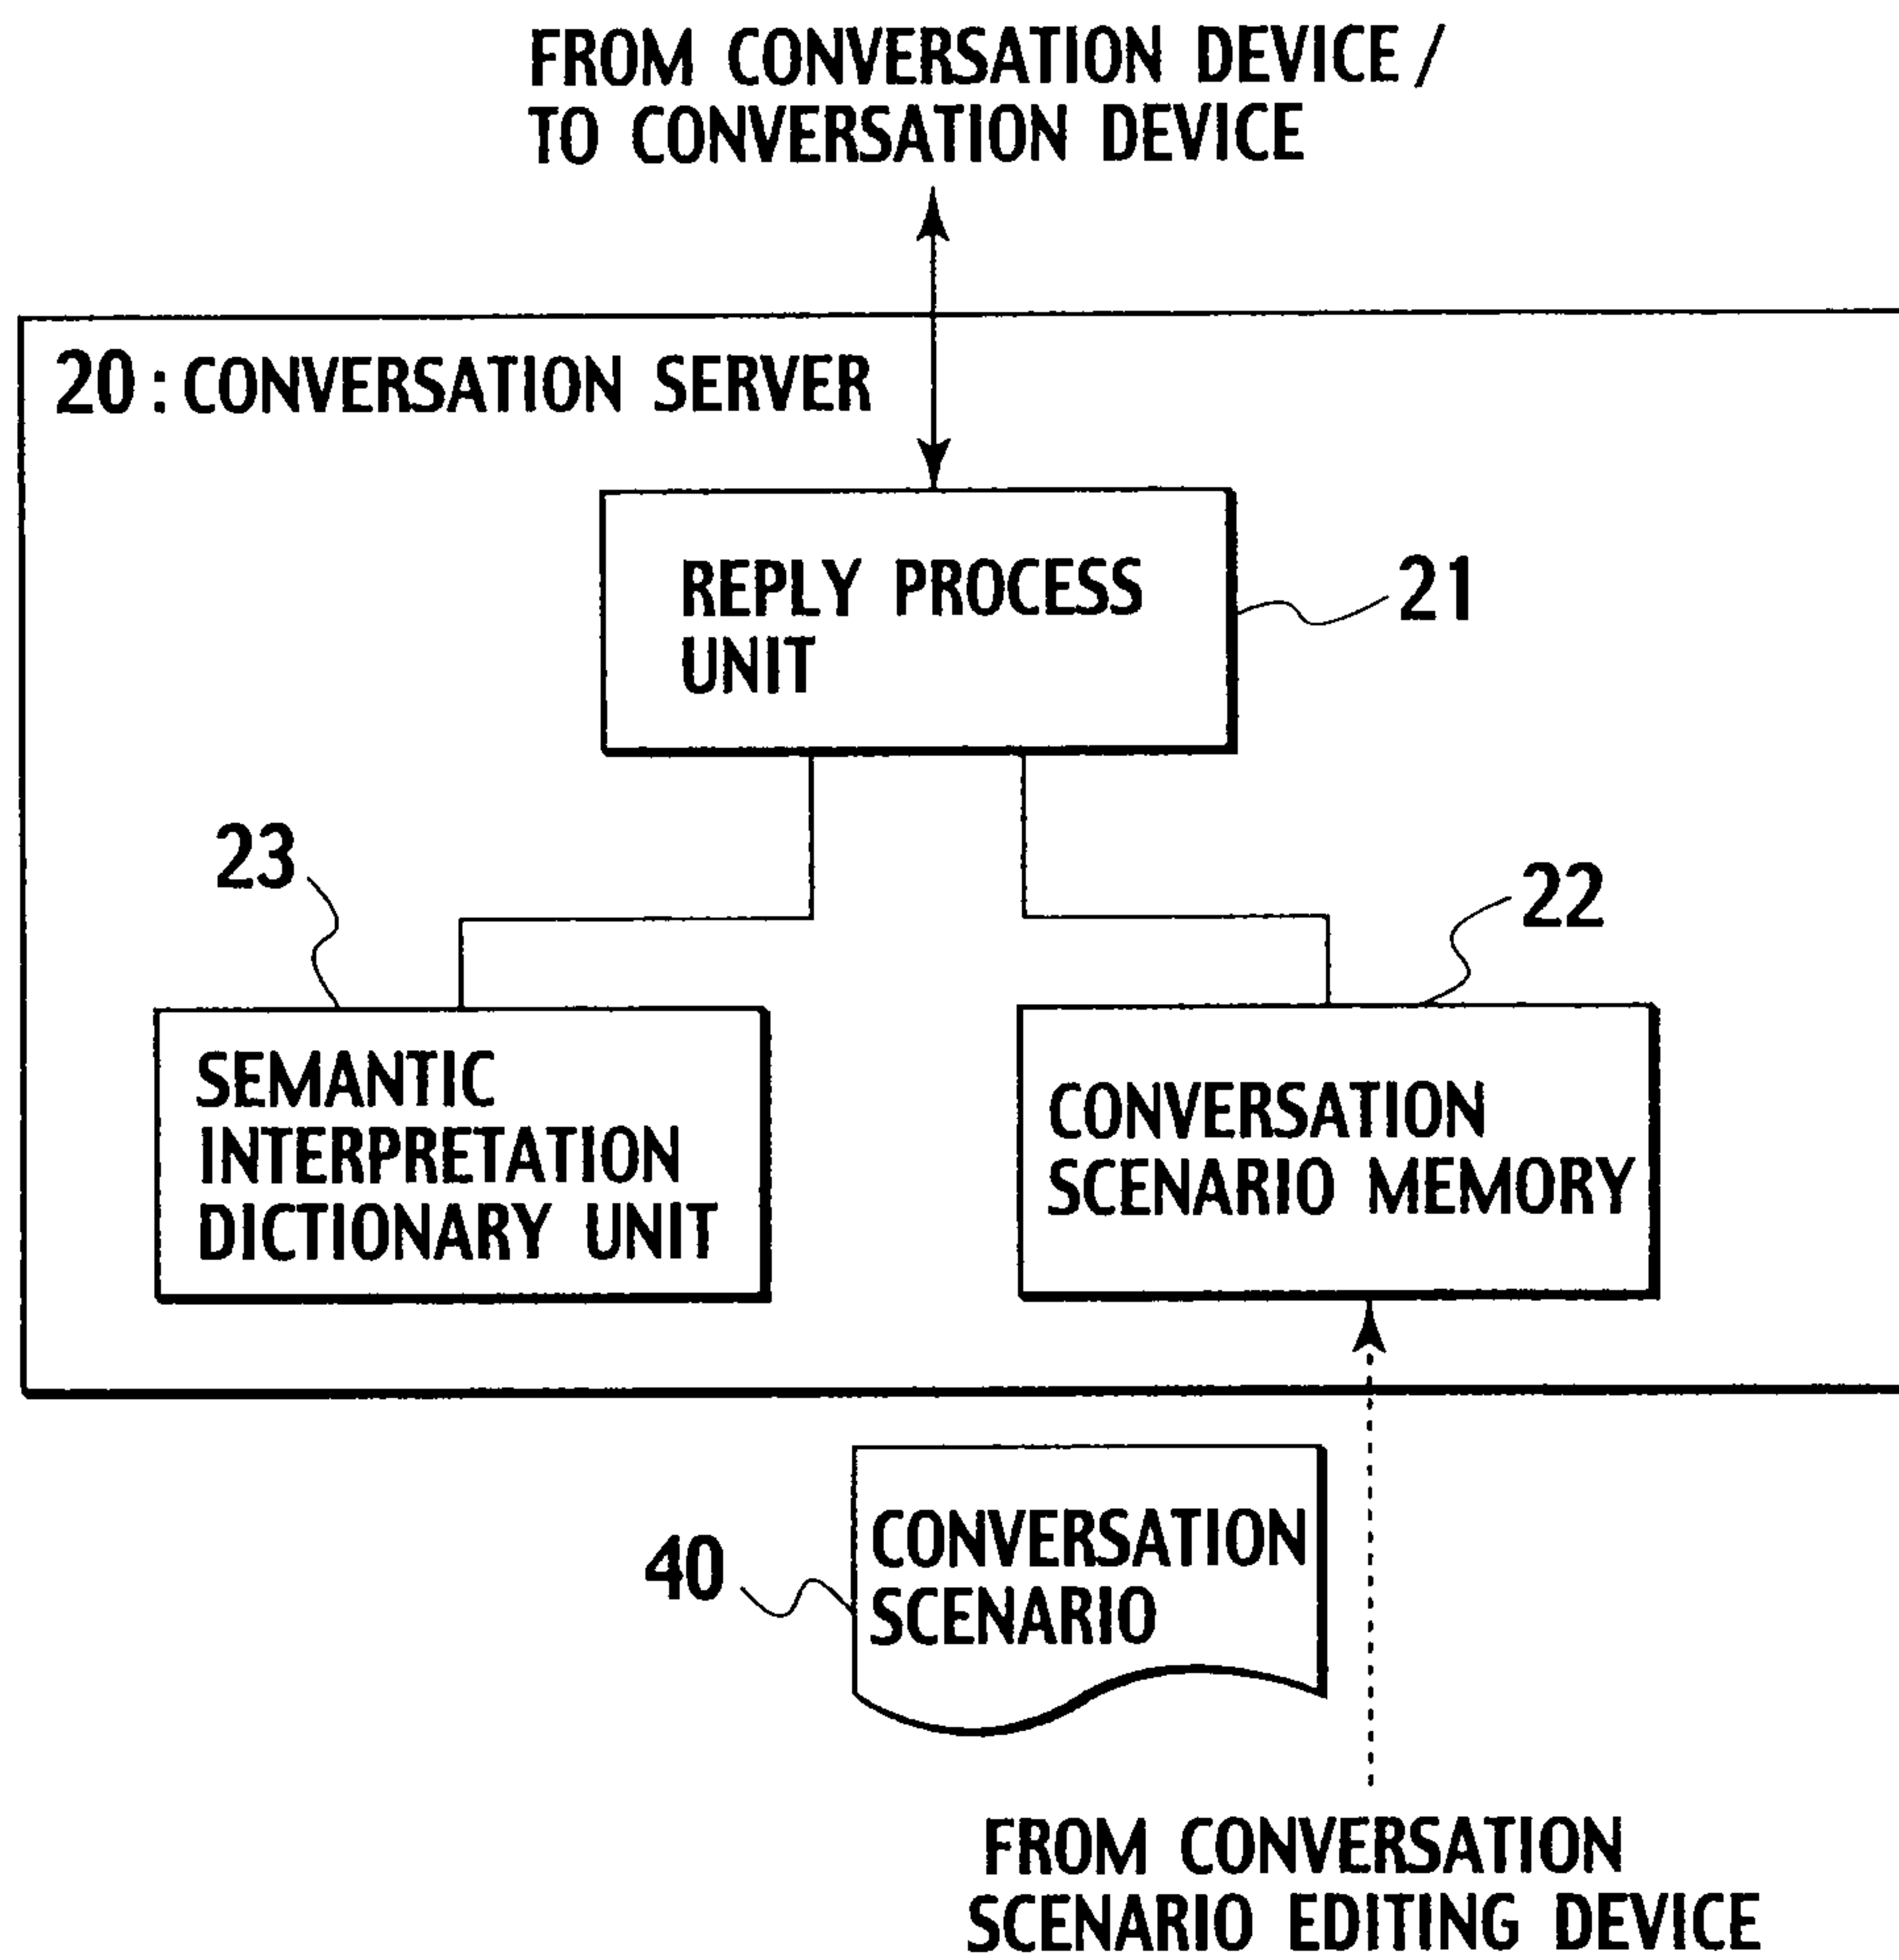 FROM CONVERSATION DEVICE /
TO CONVERSATION DEVICE
20 : CONVERSATION SERVER
REPLY PROCESS
UNIT
21
23
22
SEMANTIC
INTERPRETATION
DICTIONARY UNIT
CONVERSATION
SCENARIO MEMORY
40
CONVERSATION
SCENARIO
FROM CONVERSATION
SCENARIO EDITING DEVICE